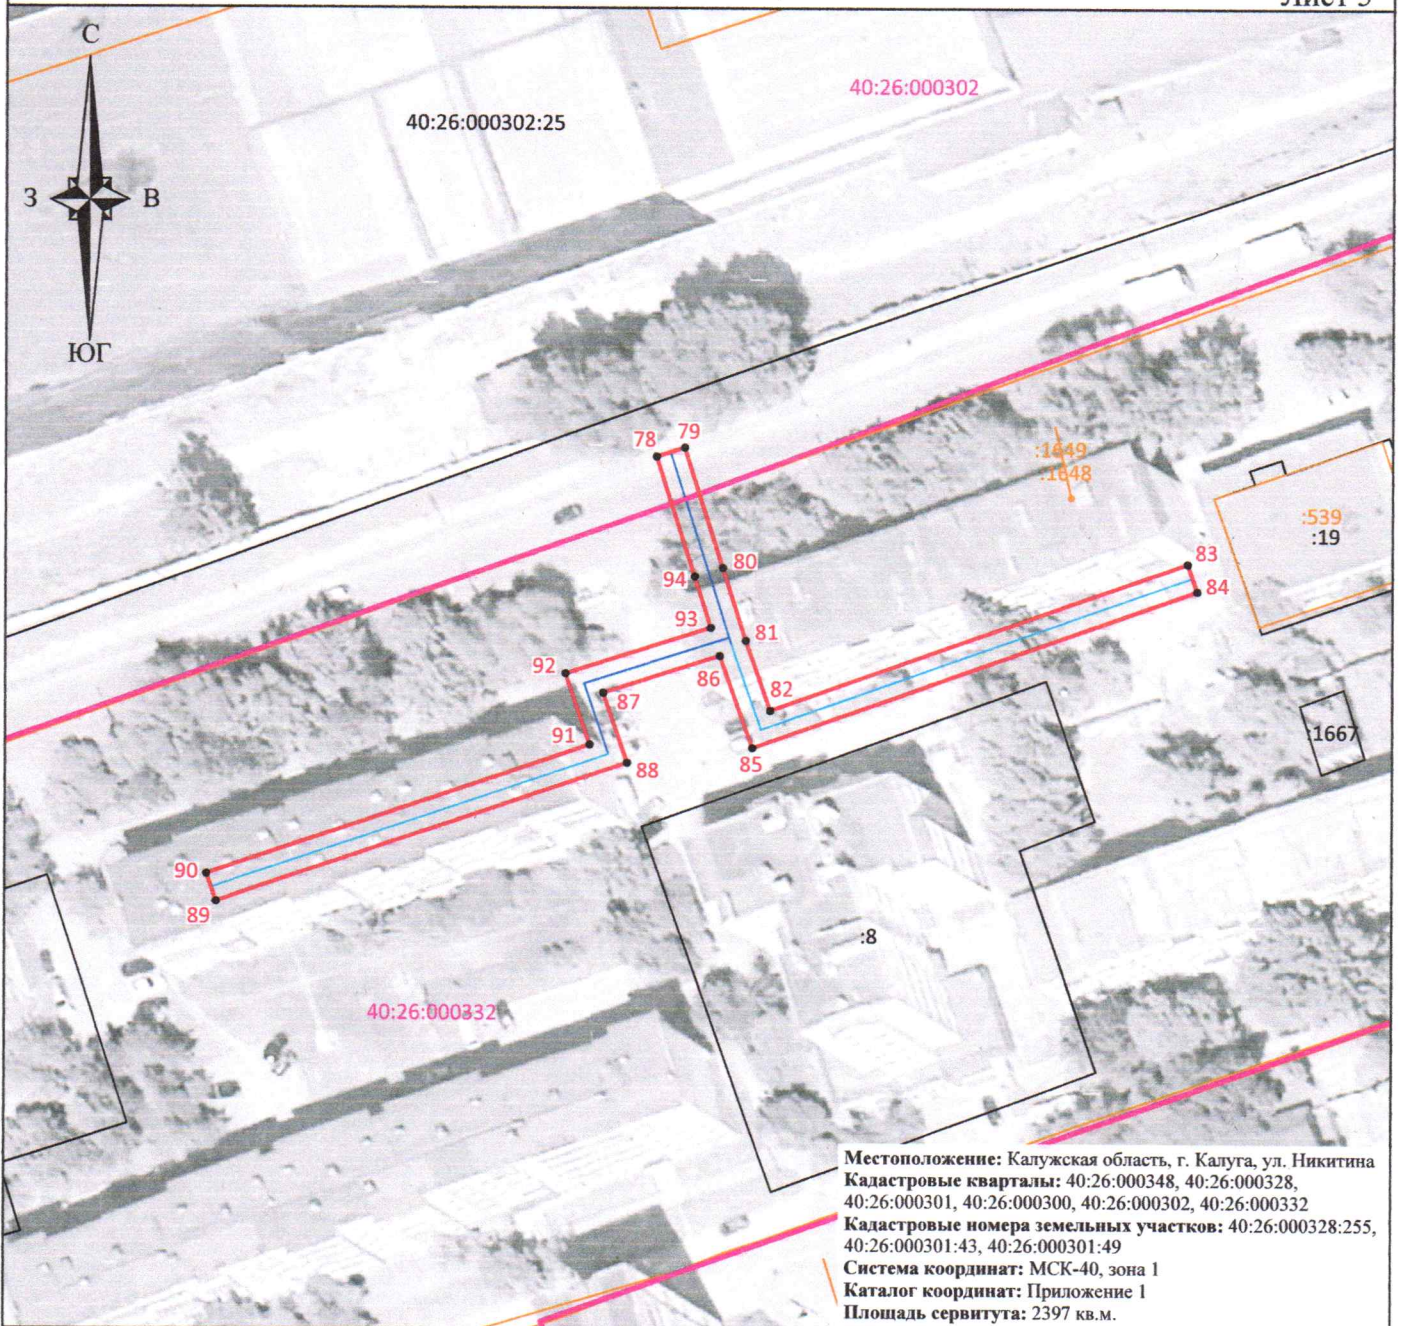 Лист 5
С
З
В
ЮГ
40:26:000302
40:26:000302:25
78
79
:1649
:1648
:539
:19
83
84
80
94
93
81
92
86
82
87
91
88
85
:1667
90
89
:8
40:26:000332
Местоположение: Калужская область, г. Калуга, ул. Никитина
Кадастровые кварталы: 40:26:000348, 40:26:000328,
40:26:000301, 40:26:000300, 40:26:000302, 40:26:000332
Кадастровые номера земельных участков: 40:26:000328:255,
40:26:000301:43, 40:26:000301:49
Система координат: МСК-40, зона 1
Каталог координат: Приложение 1
Площадь сервитута: 2397 кв.м.